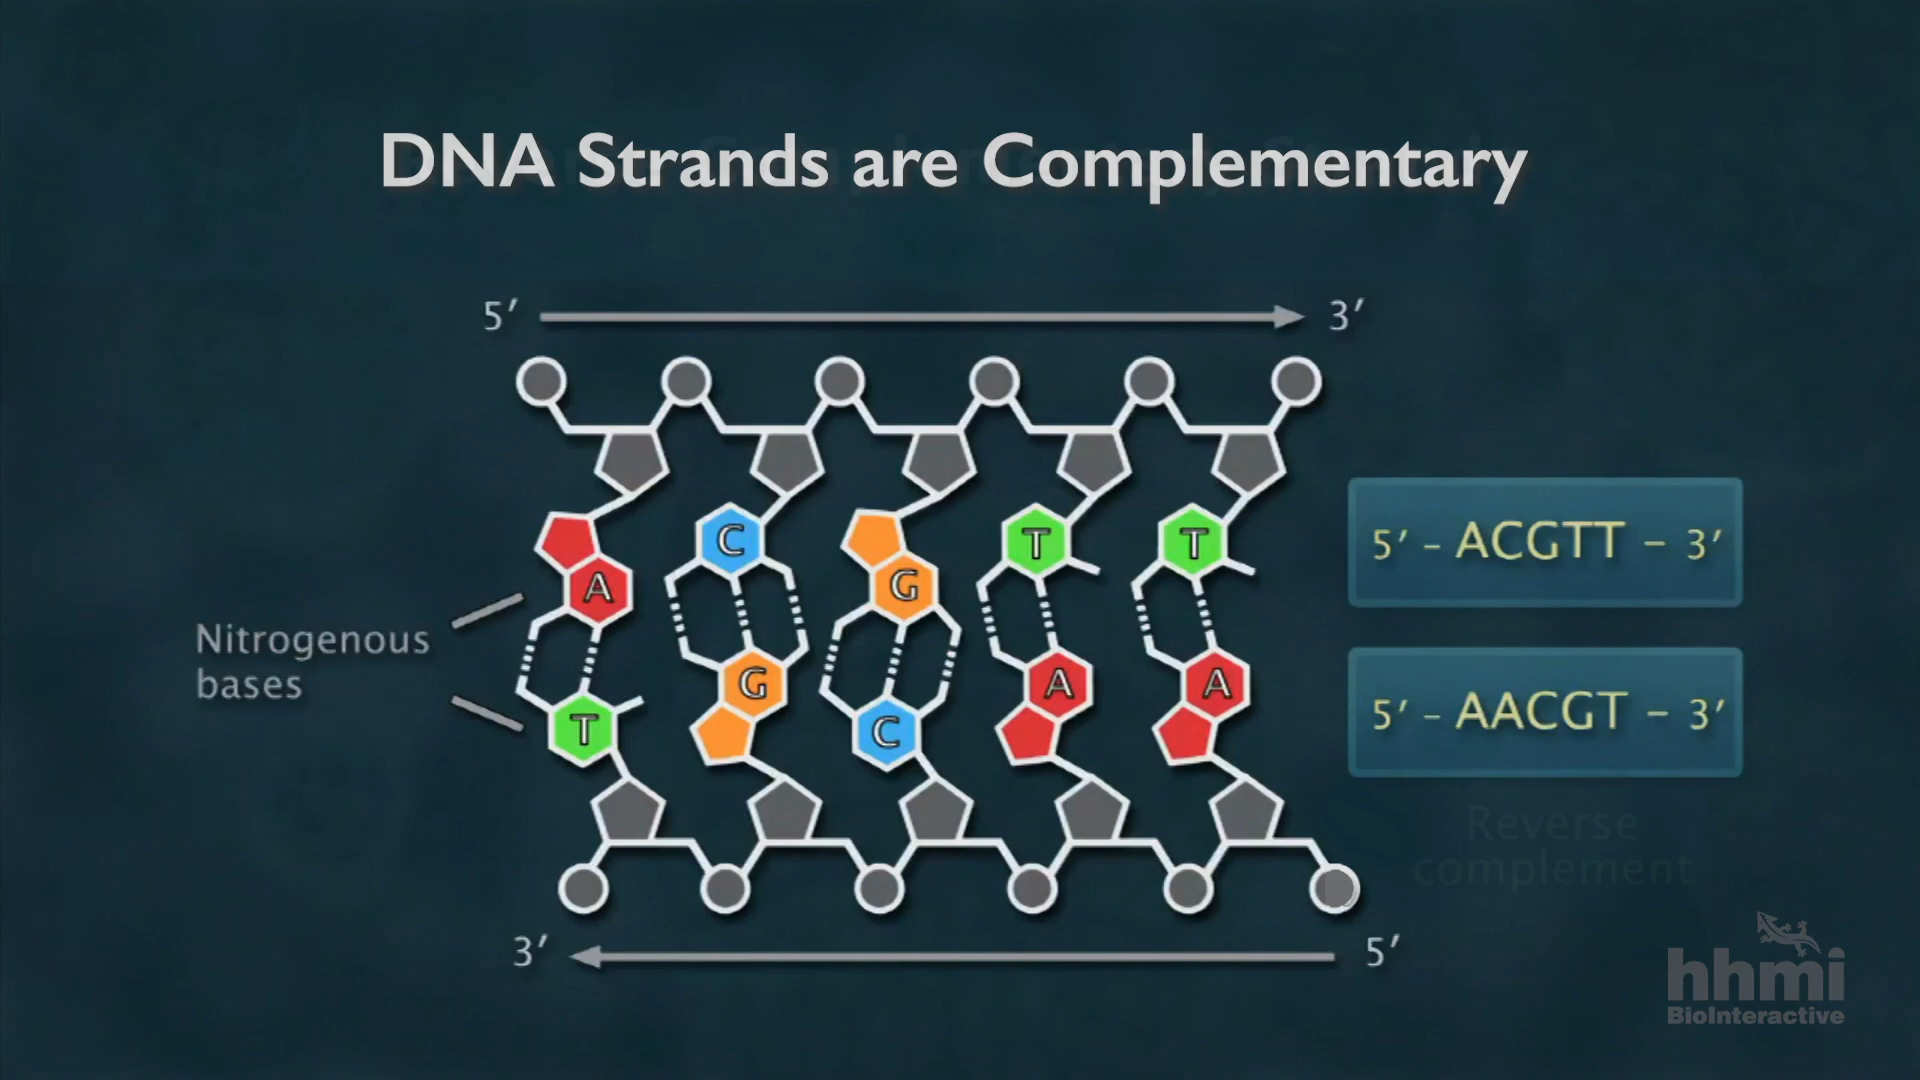 DNA Strands are Complementary
5′ 3′
A C G T T
Nitrogenous
bases
T G C A A
5′ – ACGTT – 3′
5′ – AACGT – 3′
Reverse
complement
3′ 5′
hhmi
BioInteractive